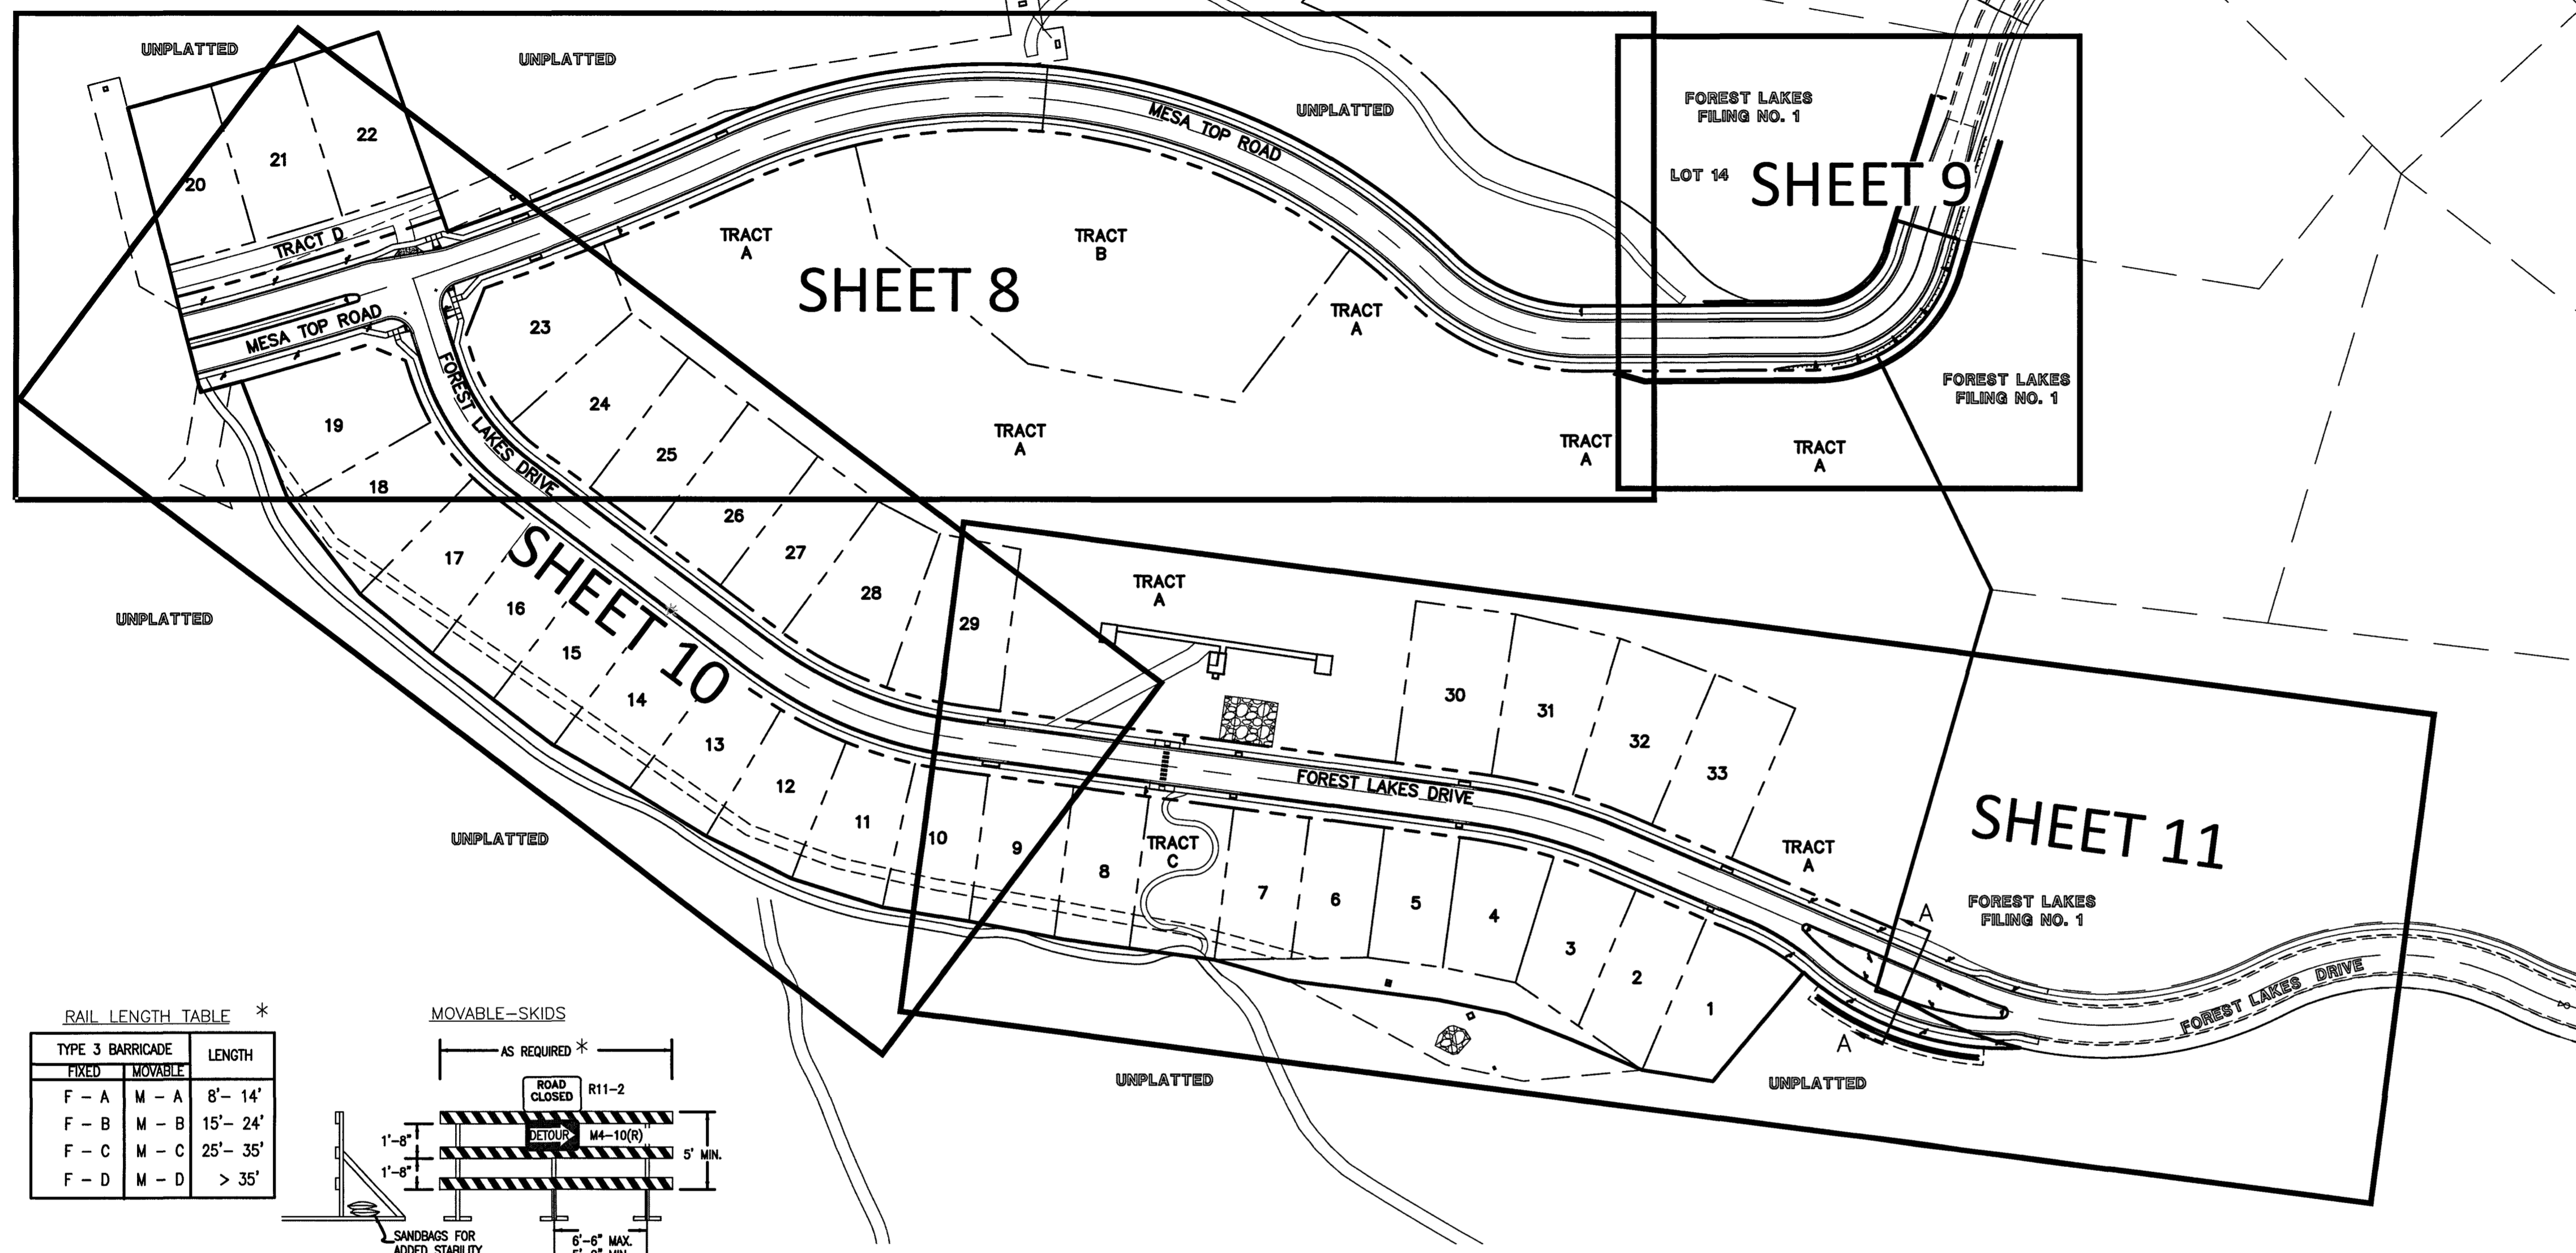 UNPLATTED
UNPLATTED
UNPLATTED
MESA TOP ROAD
FOREST LAKES
FILING NO. 1
LOT 14
SHEET 9
20
21
22
TRACT D
MESA TOP ROAD
TRACT
A
TRACT
B
SHEET 8
TRACT
A
23
24
25
26
27
28
29
FOREST LAKES DRIVE
TRACT
A
TRACT
A
TRACT
A
FOREST LAKES
FILING NO. 1
19
18
17
16
15
14
13
12
11
10
9
8
SHEET 10
*
UNPLATTED
UNPLATTED
TRACT
A
30
31
32
33
FOREST LAKES DRIVE
TRACT
C
7
6
5
4
3
2
1
TRACT
A
SHEET 11
FOREST LAKES
FILING NO. 1
A
A
FOREST LAKES DRIVE
UNPLATTED
UNPLATTED
RAIL LENGTH TABLE *
TYPE 3 BARRICADE LENGTH
FIXED MOVABLE
F - A M - A 8'- 14'
F - B M - B 15'- 24'
F - C M - C 25'- 35'
F - D M - D > 35'
MOVABLE-SKIDS
AS REQUIRED *
ROAD
CLOSED
R11-2
DETOUR
M4-10(R)
1'-8"
1'-8"
5' MIN.
SANDBAGS FOR
ADDED STABILITY
6'-6" MAX.